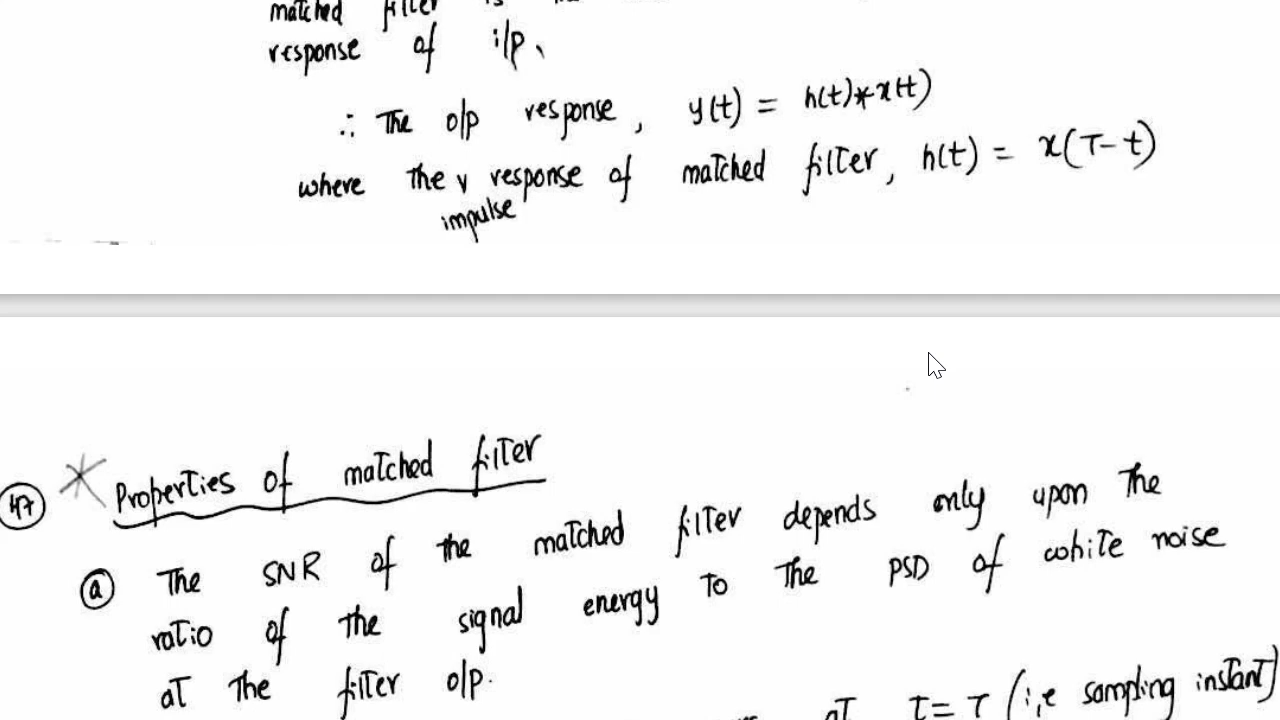 matched filter is
response of i/p.
∴ The o/p response, y(t) = h(t)*x(t)
where the impulse response of matched filter, h(t) = x(T-t)
47 * Properties of matched filter
a The SNR of the matched filter depends only upon the
ratio of the signal energy to the PSD of white noise
at the filter o/p.
at t = T (i,e sampling instant)